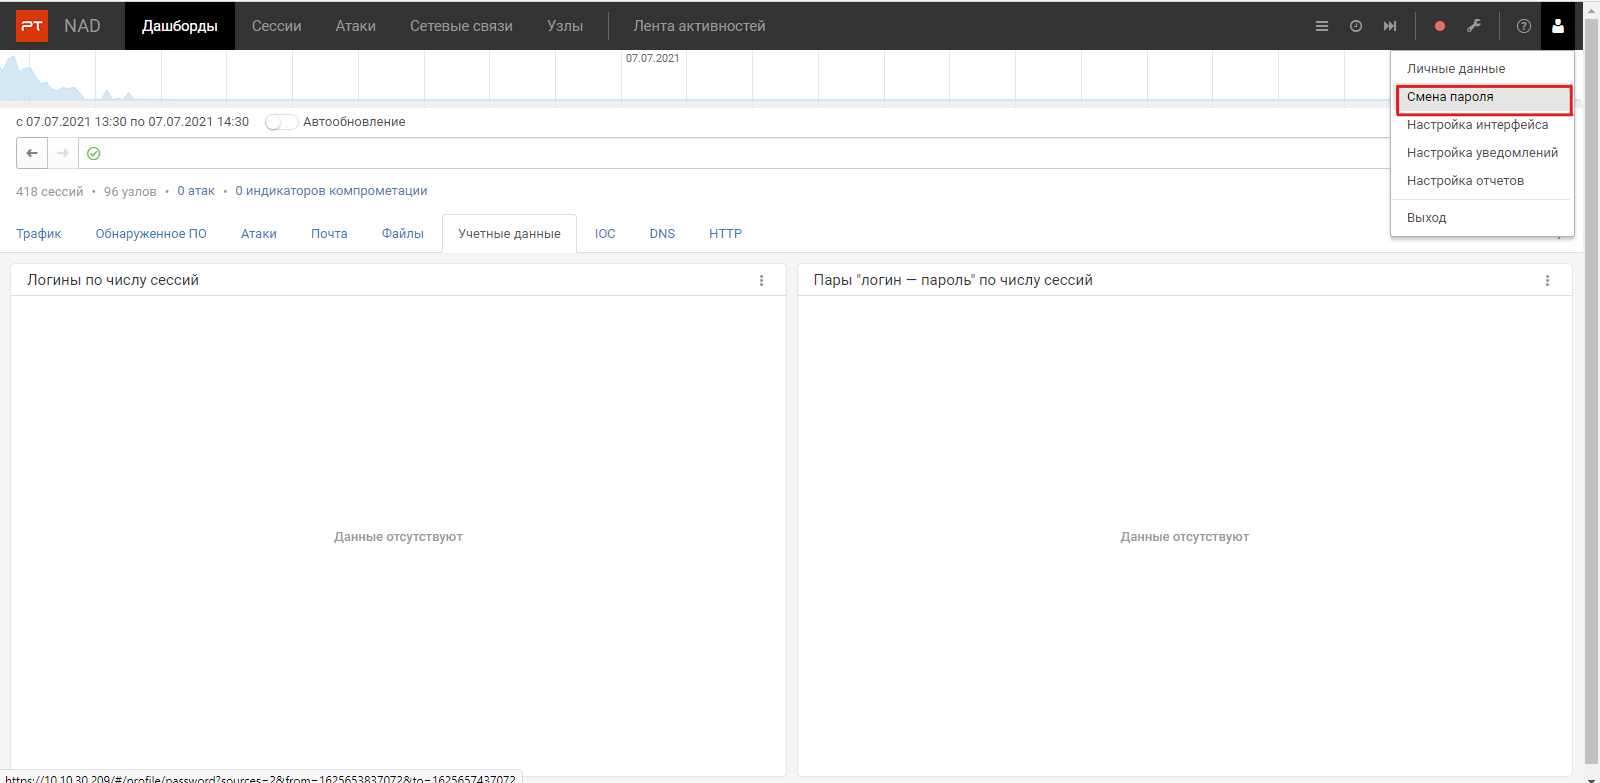 PT NAD Дашборды Сессии Атаки Сетевые связи Узлы Лента активностей
07.07.2021
Личные данные
Смена пароля
Настройка интерфейса
Настройка уведомлений
Настройка отчетов
Выход
с 07.07.2021 13:30 по 07.07.2021 14:30 Автообновление
418 сессий • 96 узлов • 0 атак • 0 индикаторов компрометации
Трафик Обнаруженное ПО Атаки Почта Файлы Учетные данные IOC DNS HTTP
Логины по числу сессий Пары "логин — пароль" по числу сессий
Данные отсутствуют Данные отсутствуют
https://10.10.30.209/#/profile/password?sources=2&from=1625653837072&to=1625657437072